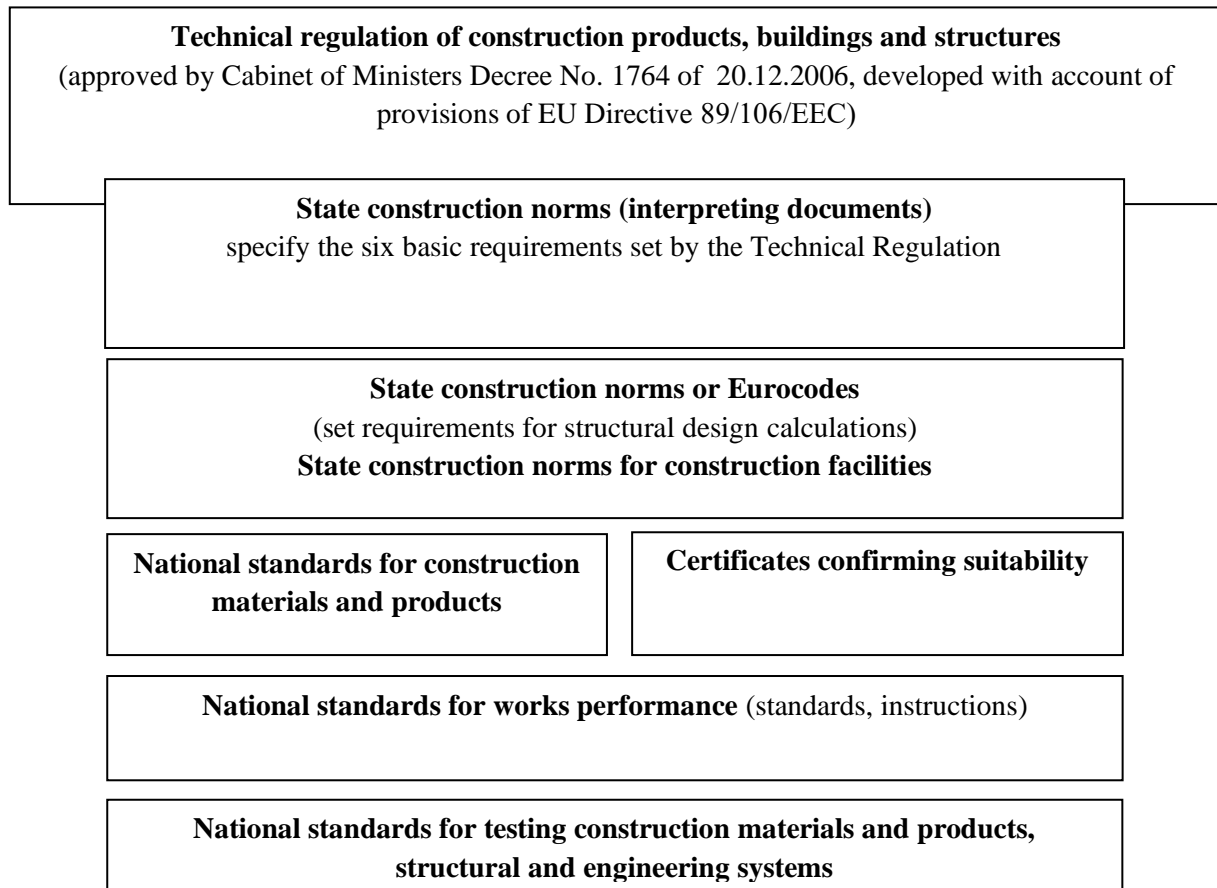 Technical regulation of construction products, buildings and structures
(approved by Cabinet of Ministers Decree No. 1764 of 20.12.2006, developed with account of
provisions of EU Directive 89/106/EEC)
State construction norms (interpreting documents)
specify the six basic requirements set by the Technical Regulation
State construction norms or Eurocodes
(set requirements for structural design calculations)
State construction norms for construction facilities
National standards for construction
materials and products
Certificates confirming suitability
National standards for works performance (standards, instructions)
National standards for testing construction materials and products,
structural and engineering systems